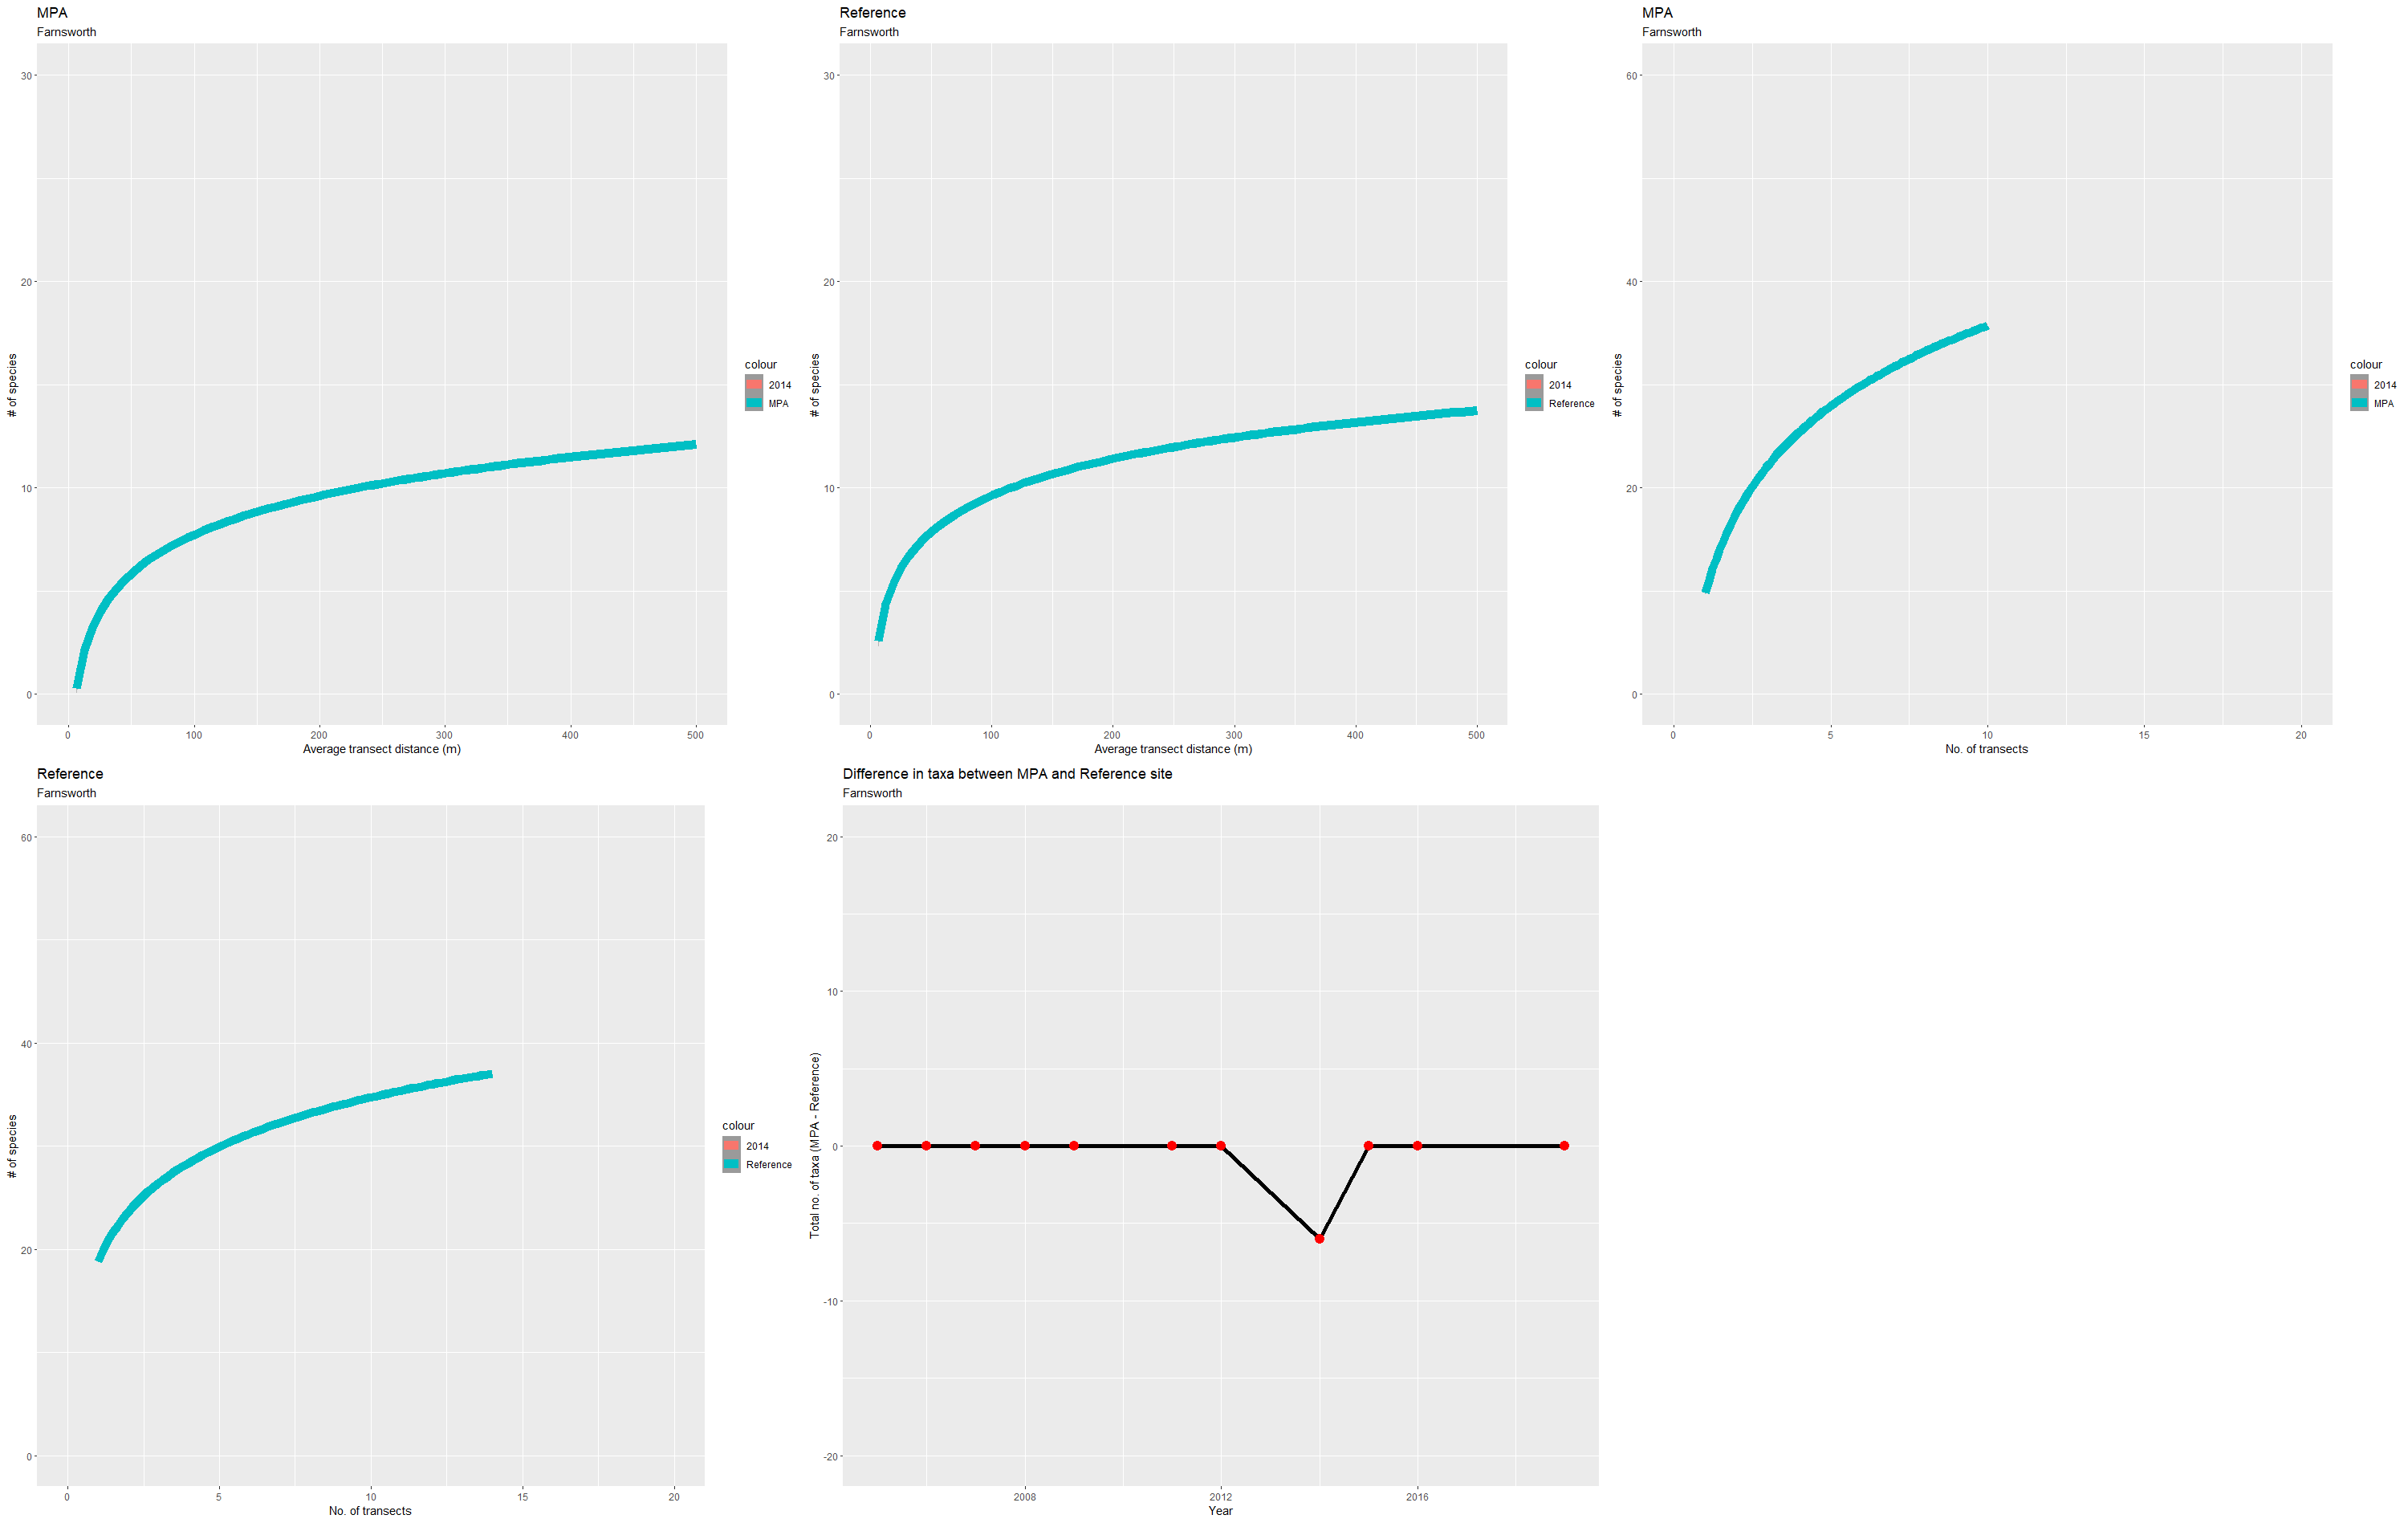 MPA
Farnsworth
30
20
10
0
# of species
0 100 200 300 400 500
Average transect distance (m)
colour
2014
MPA
Reference
Farnsworth
30
20
10
0
# of species
0 100 200 300 400 500
Average transect distance (m)
colour
2014
Reference
MPA
Farnsworth
60
40
20
0
# of species
0 5 10 15 20
No. of transects
colour
2014
MPA
Reference
Farnsworth
60
40
20
0
# of species
0 5 10 15 20
No. of transects
colour
2014
Reference
Difference in taxa between MPA and Reference site
Farnsworth
20
10
0
-10
-20
Total no. of taxa (MPA - Reference)
2008 2012 2016
Year